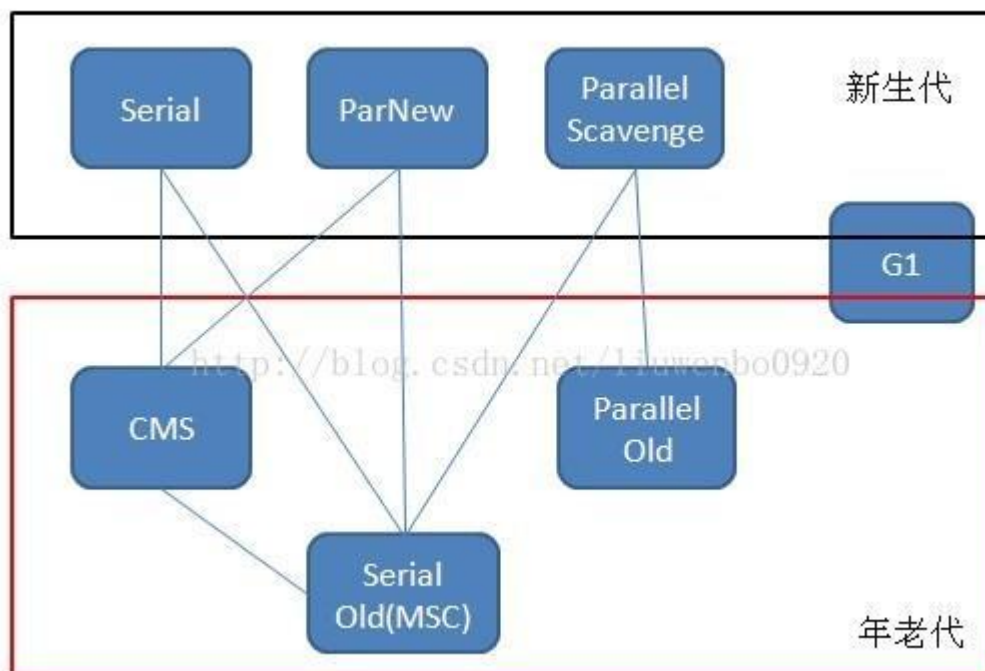 Serial
ParNew
Parallel
Scavenge
新生代
G1
http://blog.csdn.net/liuwenbo0920
CMS
Parallel
Old
Serial
Old(MSC)
年老代